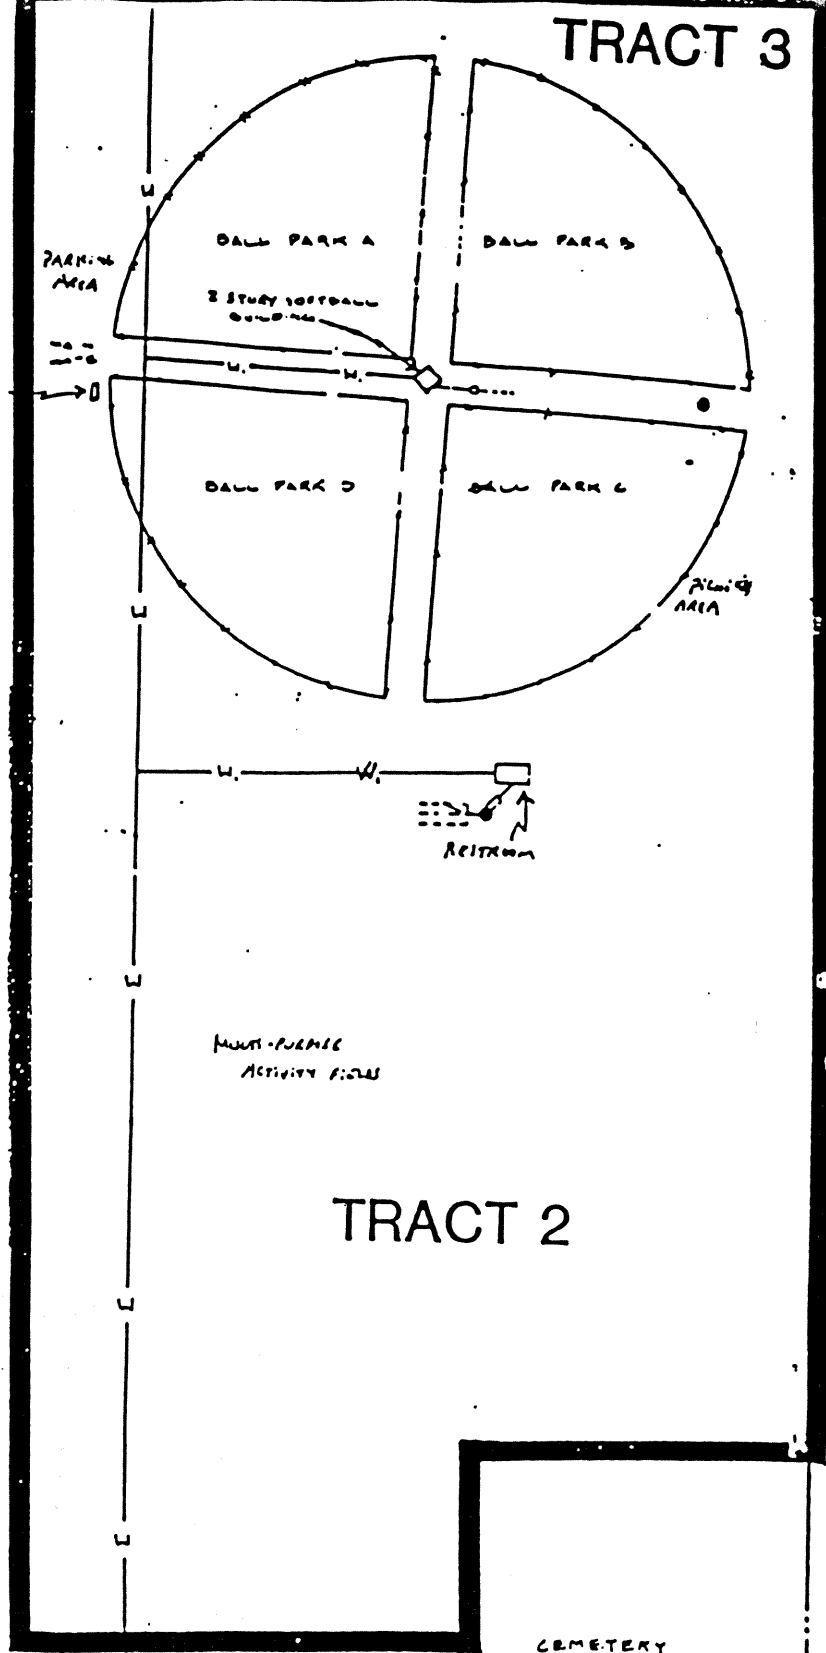 TRACT 3
BALL PARK A
BALL PARK B
PARKING
AREA
2 STORY SOFTBALL
BUILDING
W
W.
W.
BALL PARK D
BALL PARK C
PICNIC
AREA
W
W.
W.
RESTROOM
W
MULTI-PURPOSE
ACTIVITY FIELDS
TRACT 2
W
W
CEMETERY